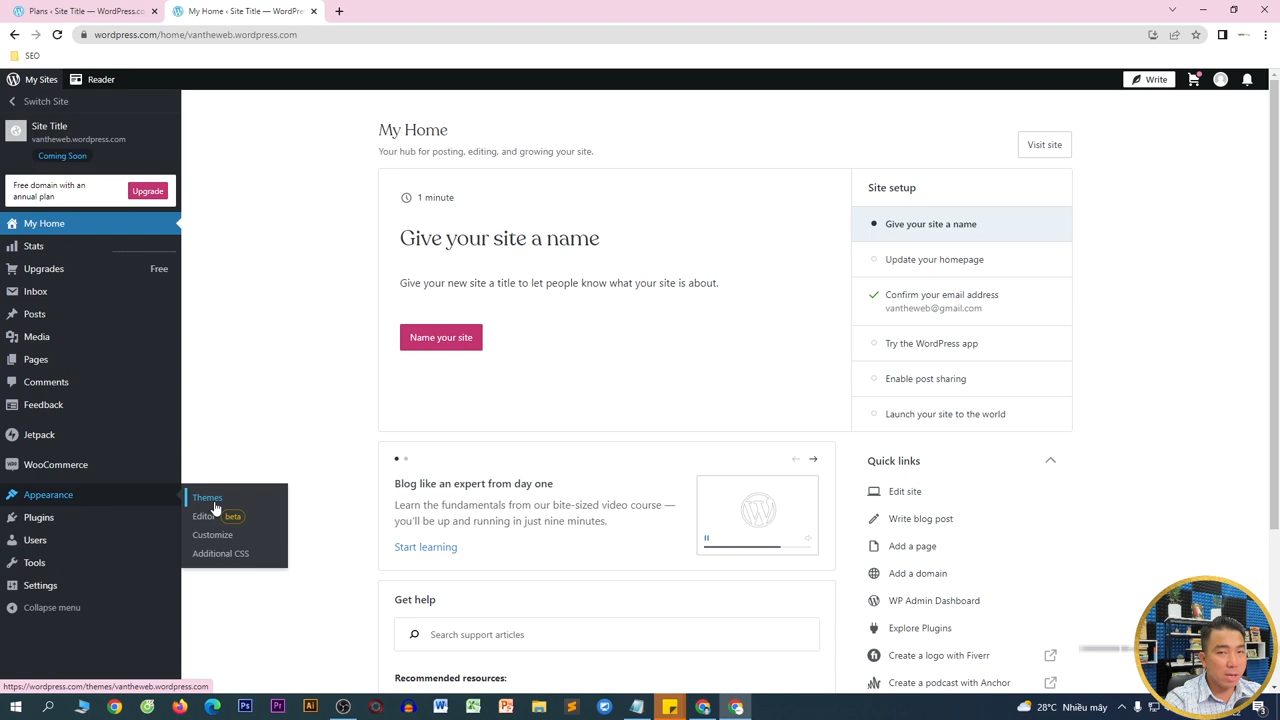 Plans ‹ Site Title — WordPress.co
My Home ‹ Site Title — WordPre
wordpress.com/home/vantheweb.wordpress.com
SEO
My Sites
Reader
Write
Switch Site
Site Title
vantheweb.wordpress.com
Coming Soon
Free domain with an
annual plan
Upgrade
My Home
Stats
Upgrades
Free
Inbox
Posts
Media
Pages
Comments
Feedback
Jetpack
WooCommerce
Appearance
Plugins
Users
Tools
Settings
Collapse menu
Themes
Editor beta
Customize
Additional CSS
My Home
Your hub for posting, editing, and growing your site.
Visit site
1 minute
Give your site a name
Give your new site a title to let people know what your site is about.
Name your site
Site setup
Give your site a name
Update your homepage
Confirm your email address
vantheweb@gmail.com
Try the WordPress app
Enable post sharing
Launch your site to the world
Blog like an expert from day one
Learn the fundamentals from our bite-sized video course —
you'll be up and running in just nine minutes.
Start learning
Get help
Search support articles
Recommended resources:
Quick links
Edit site
Write blog post
Add a page
Add a domain
WP Admin Dashboard
Explore Plugins
Create a logo with Fiverr
Create a podcast with Anchor
https://wordpress.com/themes/vantheweb.wordpress.com
28°C Nhiều mây